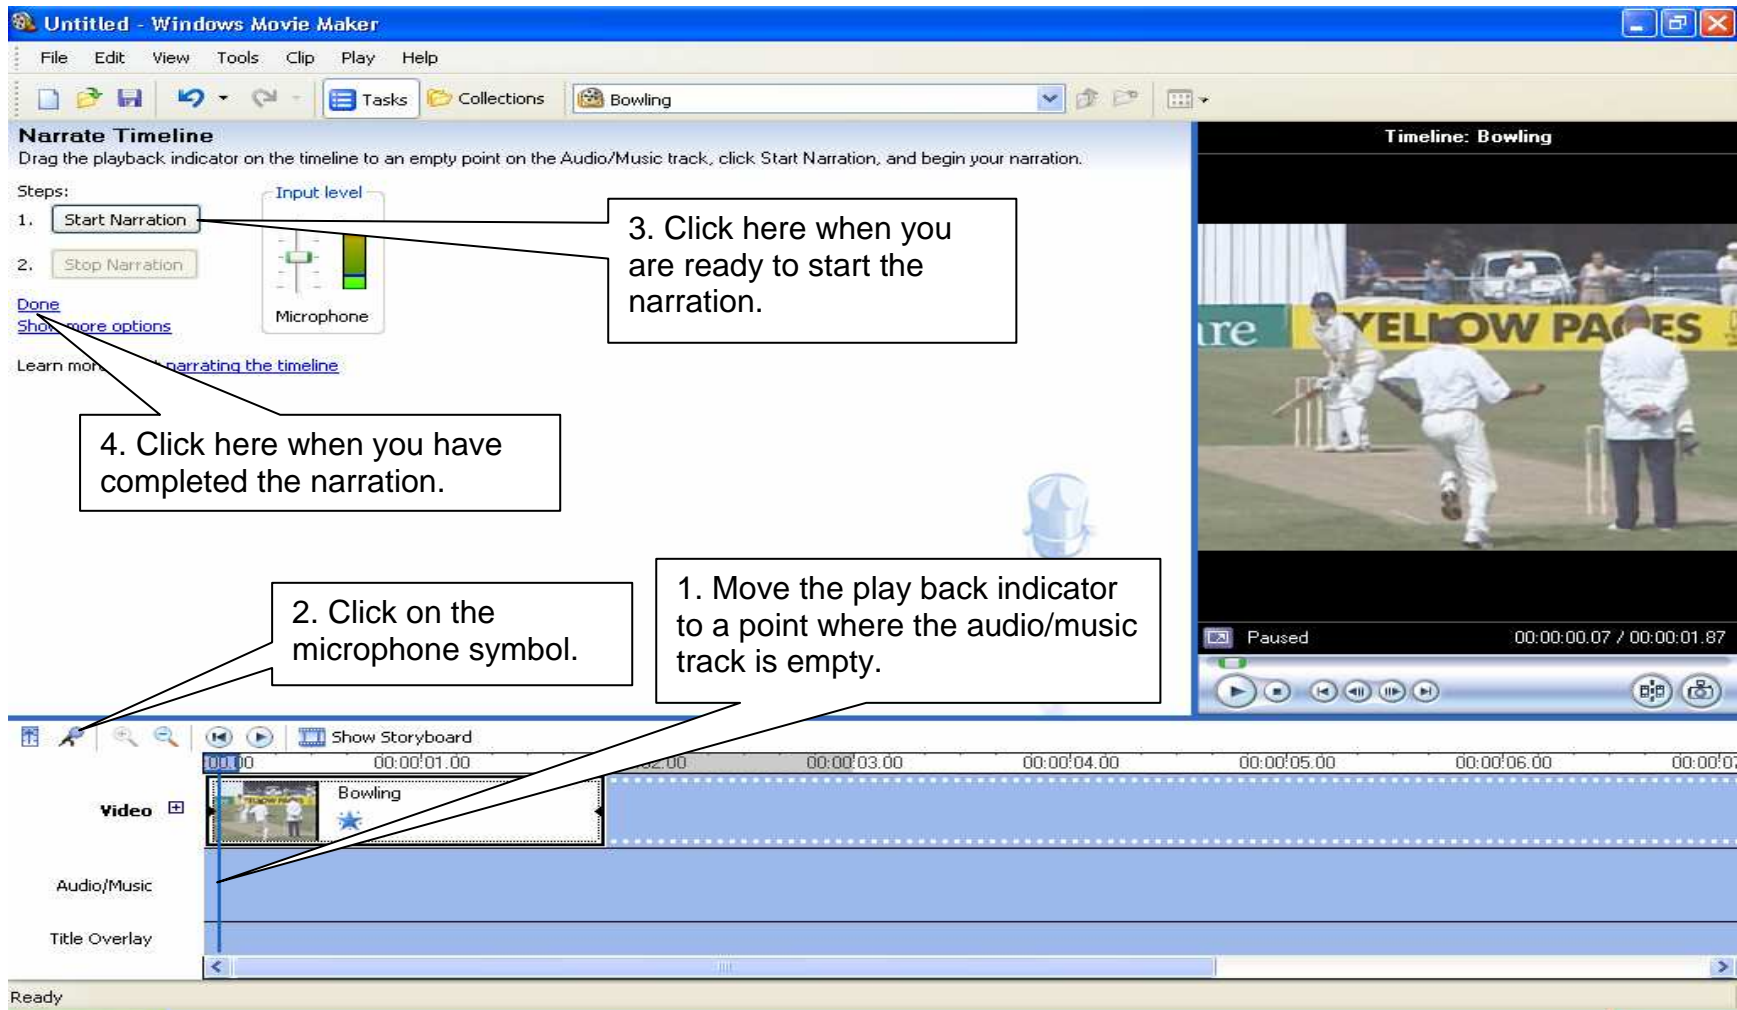 Untitled - Windows Movie Maker
File Edit View Tools Clip Play Help
Tasks Collections Bowling
Narrate Timeline
Drag the playback indicator on the timeline to an empty point on the Audio/Music track, click Start Narration, and begin your narration.
Steps:
1. Start Narration
2. Stop Narration
Done
Show more options
Learn more narrating the timeline
Input level
Microphone
3. Click here when you
are ready to start the
narration.
4. Click here when you have
completed the narration.
2. Click on the
microphone symbol.
1. Move the play back indicator
to a point where the audio/music
track is empty.
Timeline: Bowling
YELLOW PAGES
Paused 00:00:00.07 / 00:00:01.87
Show Storyboard
00:00:01.00 00:00:03.00 00:00:04.00 00:00:05.00 00:00:06.00
Video
Bowling
Audio/Music
Title Overlay
Ready